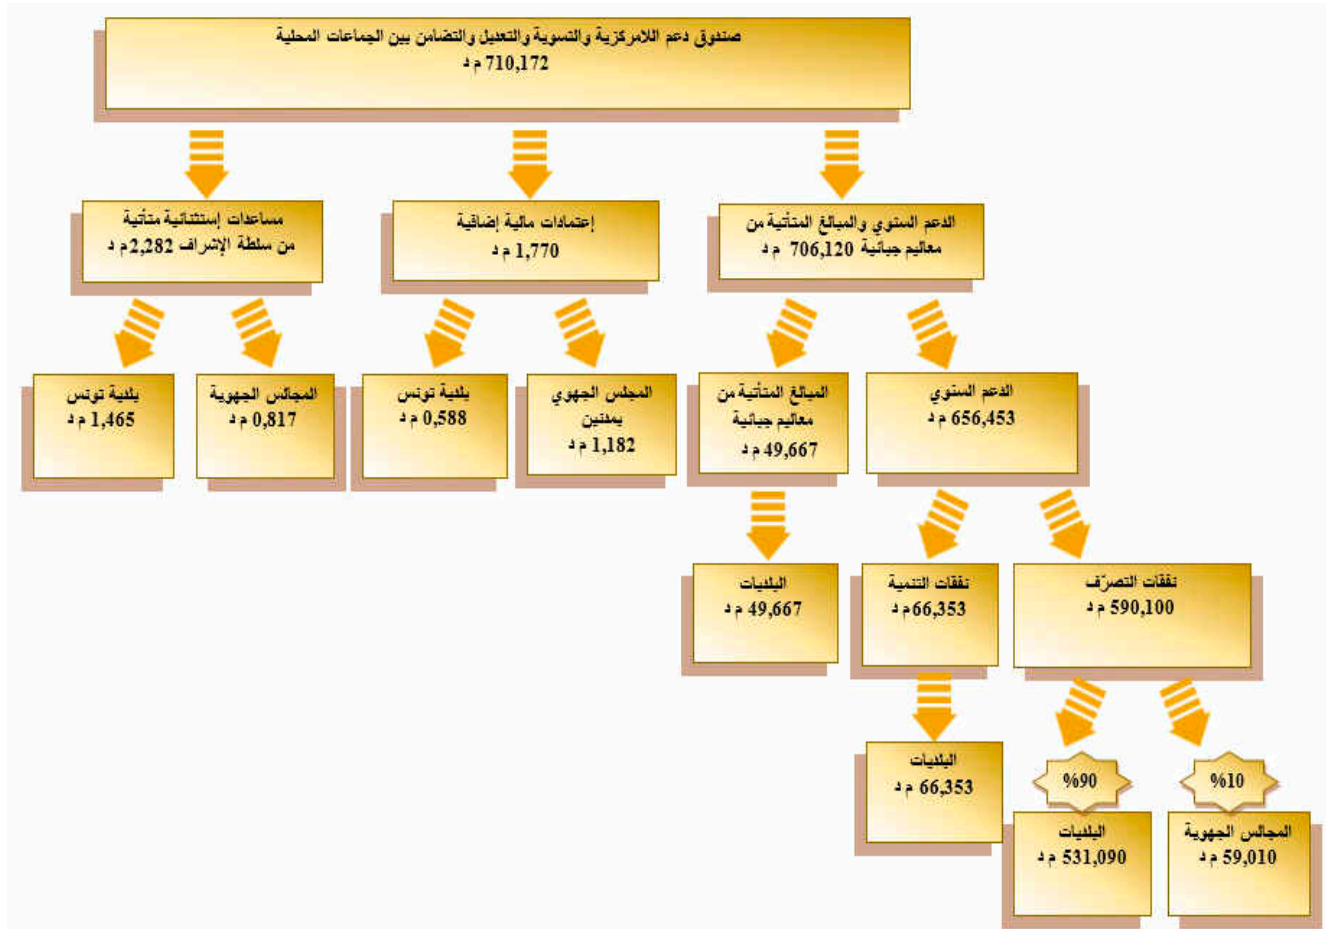 صندوق دعم اللامركزية والتسوية والتعديل والتضامن بين الجماعات المحلية
710,172 م د
الدعم السنوي والمبالغ المتأتية من
معاليم جبائية 706,120 م د
إعتمادات مالية إضافية
1,770 م د
مساعدات إستثنائية متأتية
من سلطة الإشراف 2,282م د
الدعم السنوي
656,453 م د
المبالغ المتأتية من
معاليم جبائية
49,667 م د
المجلس الجهوي
بمدنين
1,182 م د
بلدية تونس
0,588 م د
المجالس الجهوية
0,817 م د
بلدية تونس
1,465 م د
نفقات التصرّف
590,100 م د
نفقات التنمية
66,353م د
البلديات
49,667 م د
البلديات
66,353 م د
%10
%90
المجالس الجهوية
59,010 م د
البلديات
531,090 م د